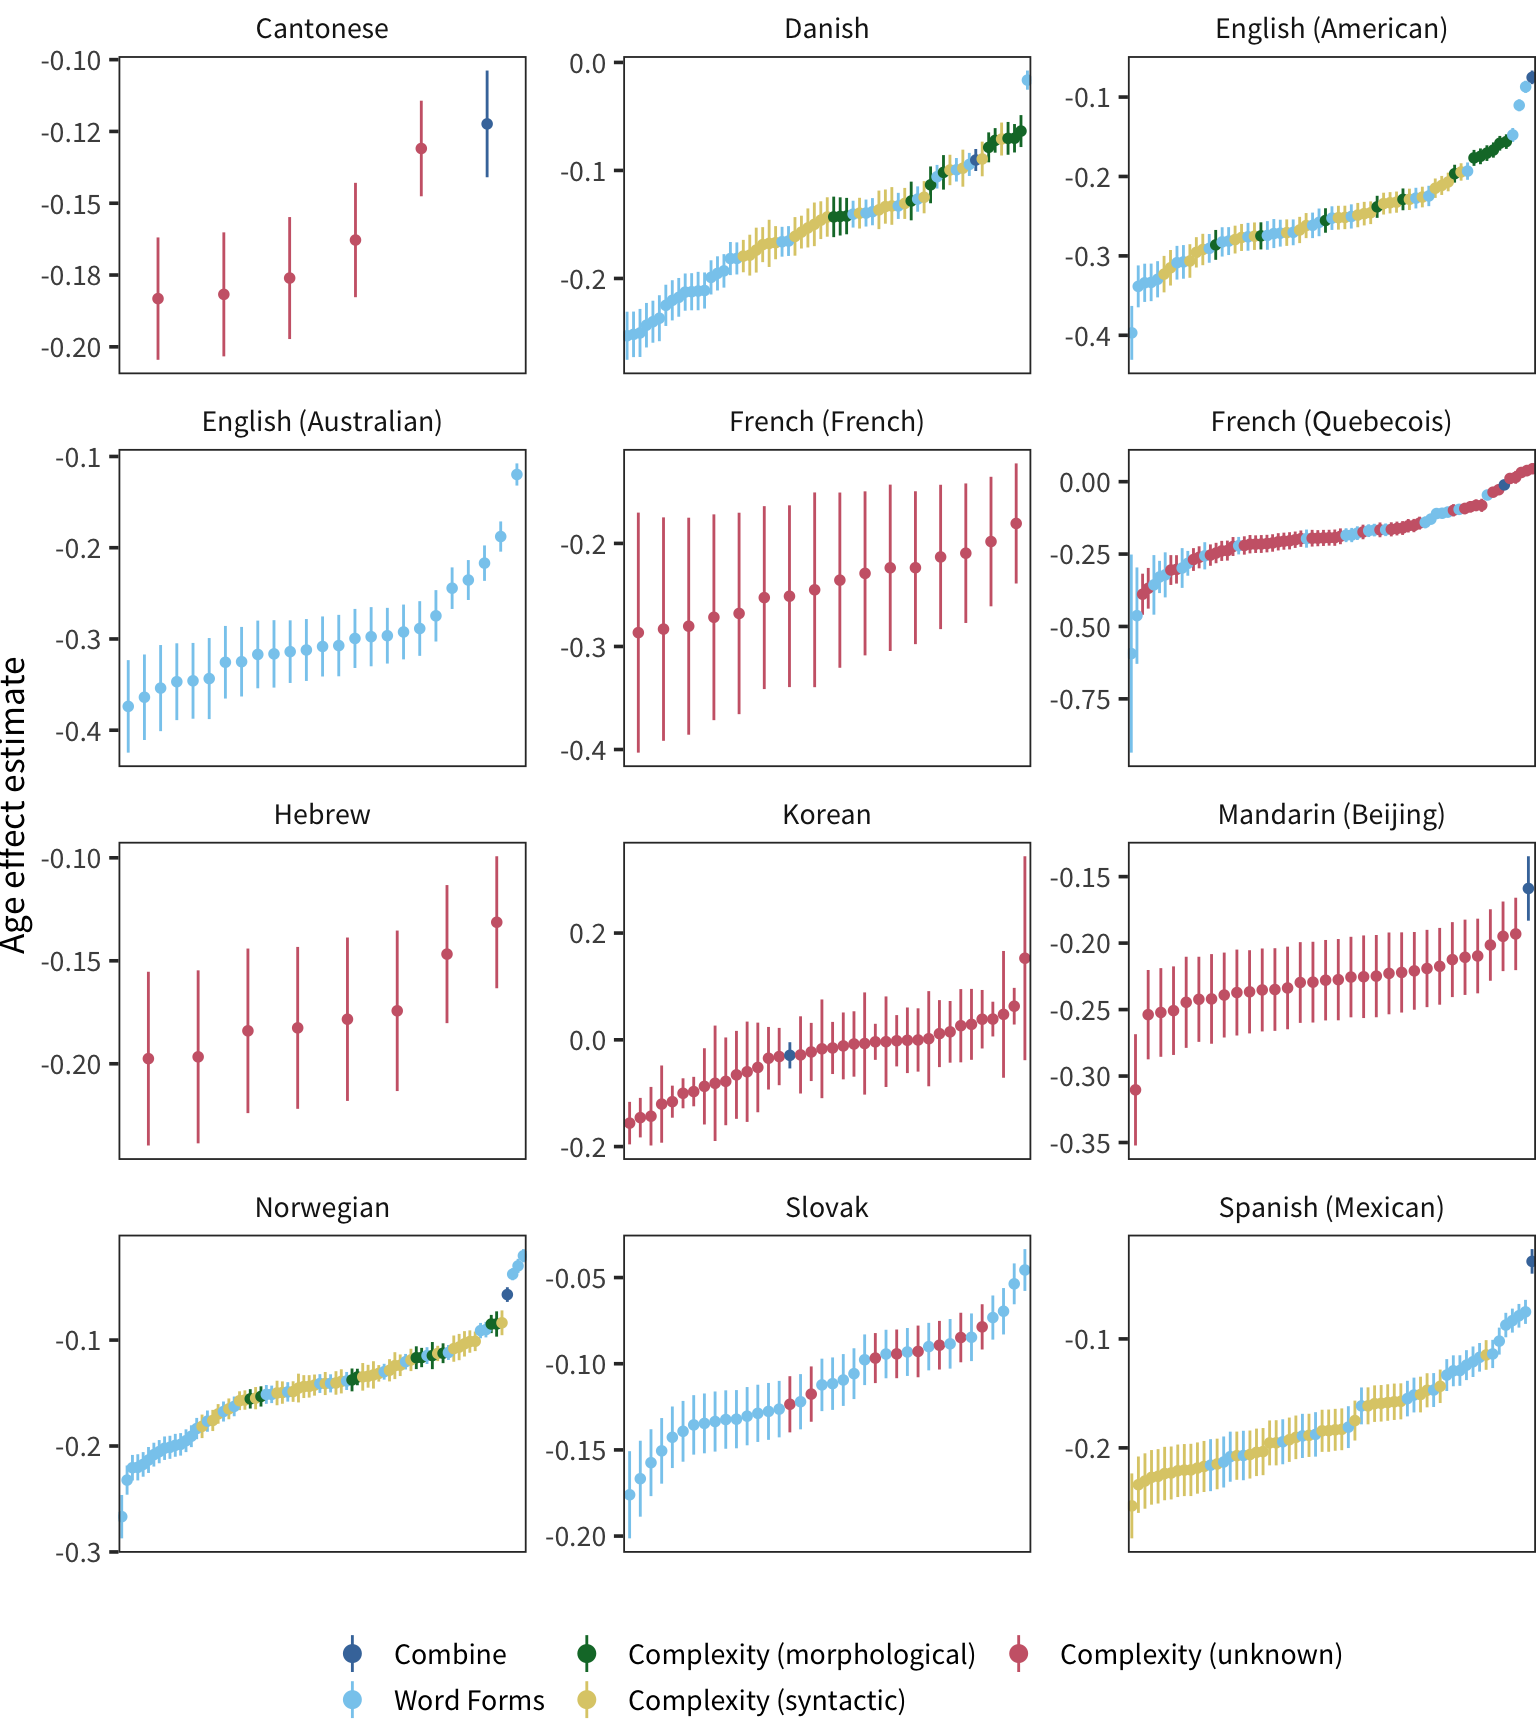 Cantonese
Danish
English (American)
-0.10
-0.12
-0.15
-0.18
-0.20
0.0
-0.1
-0.2
-0.1
-0.2
-0.3
-0.4
English (Australian)
French (French)
French (Quebecois)
-0.1
-0.2
-0.3
-0.4
-0.2
-0.3
-0.4
0.00
-0.25
-0.50
-0.75
Age effect estimate
Hebrew
Korean
Mandarin (Beijing)
-0.10
-0.15
-0.20
0.2
0.0
-0.2
-0.15
-0.20
-0.25
-0.30
-0.35
Norwegian
Slovak
Spanish (Mexican)
-0.1
-0.2
-0.3
-0.05
-0.10
-0.15
-0.20
-0.1
-0.2
Combine
Complexity (morphological)
Complexity (unknown)
Word Forms
Complexity (syntactic)